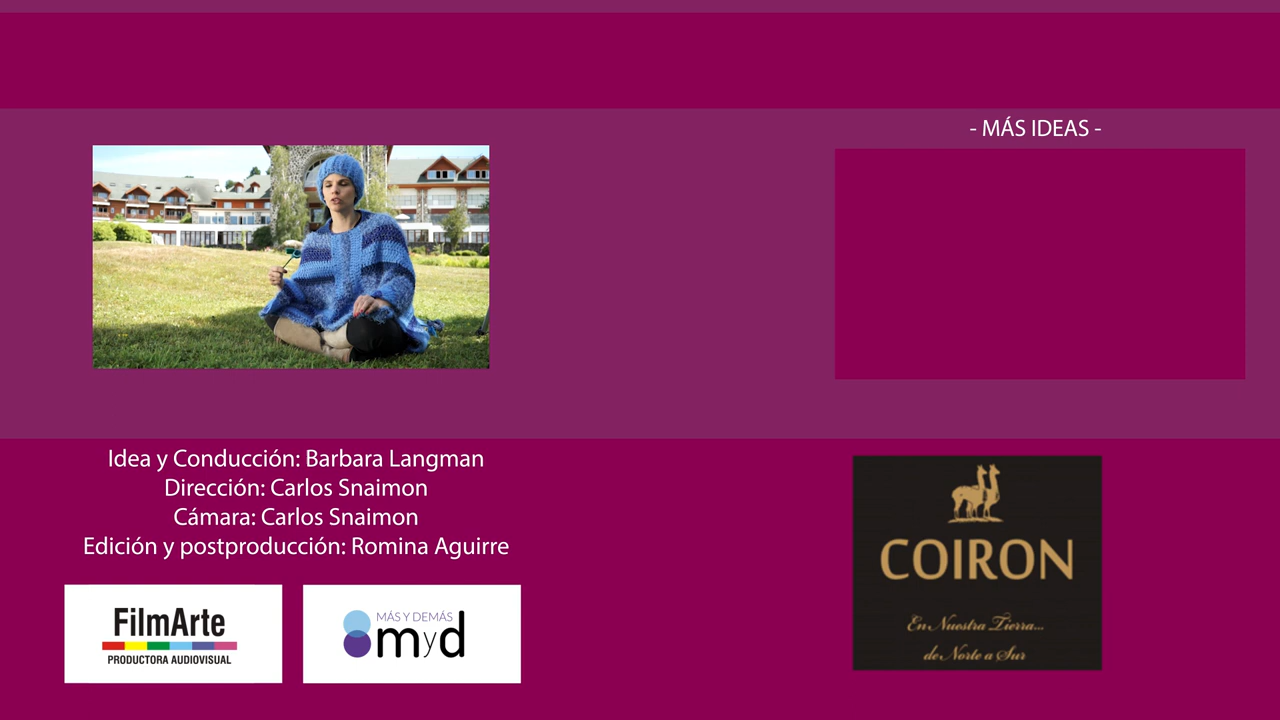 - MÁS IDEAS -
Idea y Conducción: Barbara Langman
Dirección: Carlos Snaimon
Cámara: Carlos Snaimon
Edición y postproducción: Romina Aguirre
FilmArte
PRODUCTORA AUDIOVISUAL
MÁS Y DEMÁS
myd
COIRON
En Nuestra Tierra...
de Norte a Sur